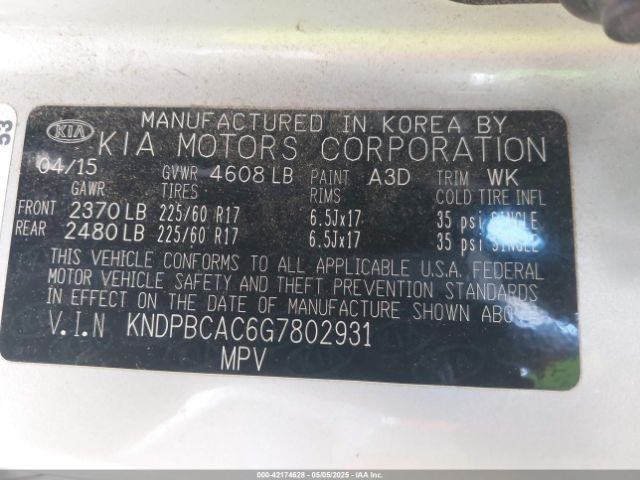 53
MANUFACTURED IN KOREA BY
KIA KIA MOTORS CORPORATION
04/15 GVWR 4608 LB PAINT A3D TRIM WK
GAWR TIRES RIMS COLD TIRE INFL
FRONT 2370 LB 225/60 R17 6.5Jx17 35 psi SINGLE
REAR 2480 LB 225/60 R17 6.5Jx17 35 psi SINGLE
THIS VEHICLE CONFORMS TO ALL APPLICABLE U.S.A. FEDERAL
MOTOR VEHICLE SAFETY AND THEFT PREVENTION STANDARDS
IN EFFECT ON THE DATE OF MANUFACTURE SHOWN ABOVE
V.I.N KNDPBCAC6G7802931
MPV
000-42174628 - 05/05/2025 - IAAI, Inc.